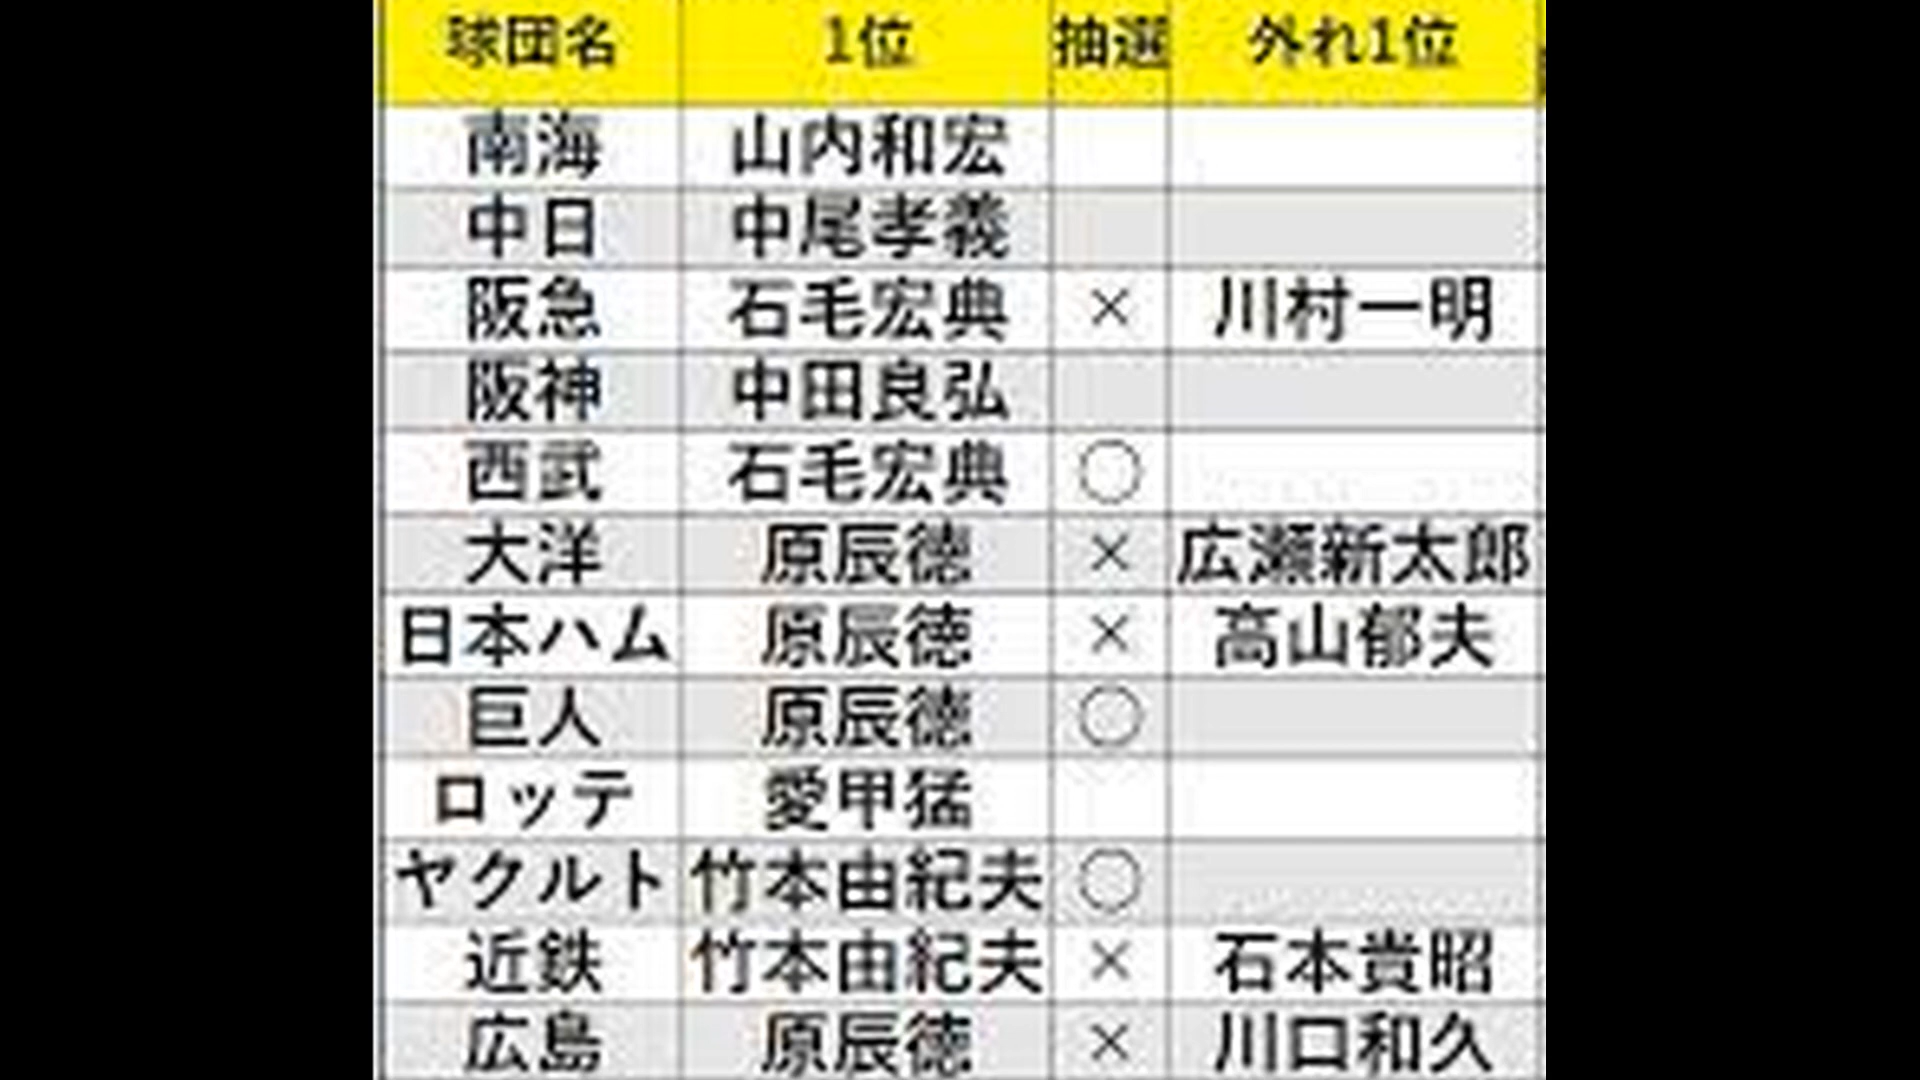 球団名 1位 抽選 外れ1位
南海 山内和宏
中日 中尾孝義
阪急 石毛宏典 × 川村一明
阪神 中田良弘
西武 石毛宏典 ○
大洋 原辰徳 × 広瀬新太郎
日本ハム 原辰徳 × 高山郁夫
巨人 原辰徳 ○
ロッテ 愛甲猛
ヤクルト 竹本由紀夫 ○
近鉄 竹本由紀夫 × 石本貴昭
広島 原辰徳 × 川口和久